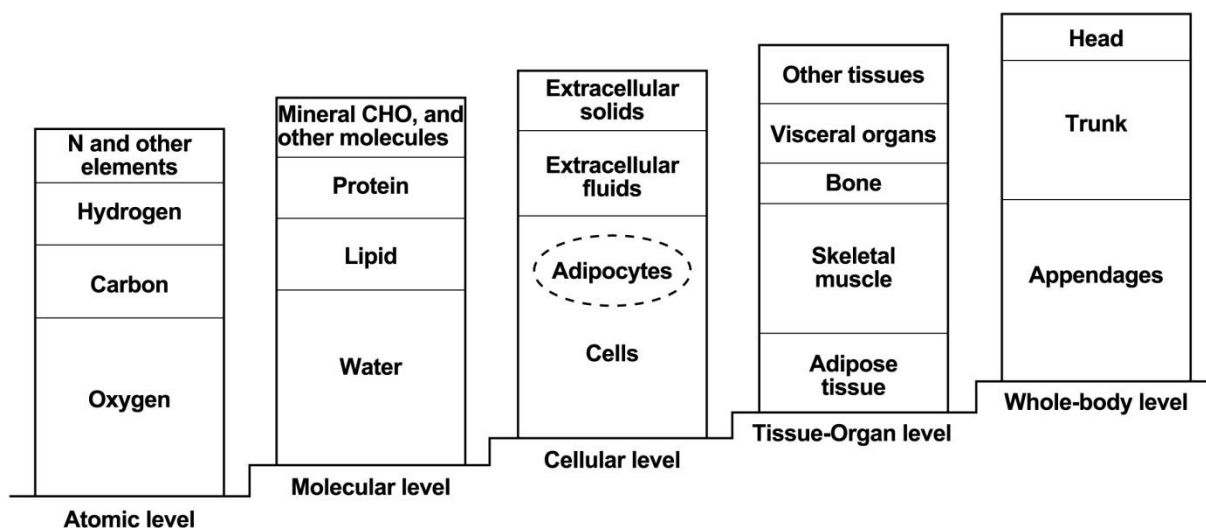 N and other
elements
Hydrogen
Carbon
Oxygen
Atomic level
Mineral CHO, and
other molecules
Protein
Lipid
Water
Molecular level
Extracellular
solids
Extracellular
fluids
Adipocytes
Cells
Cellular level
Other tissues
Visceral organs
Bone
Skeletal
muscle
Adipose
tissue
Tissue-Organ level
Head
Trunk
Appendages
Whole-body level